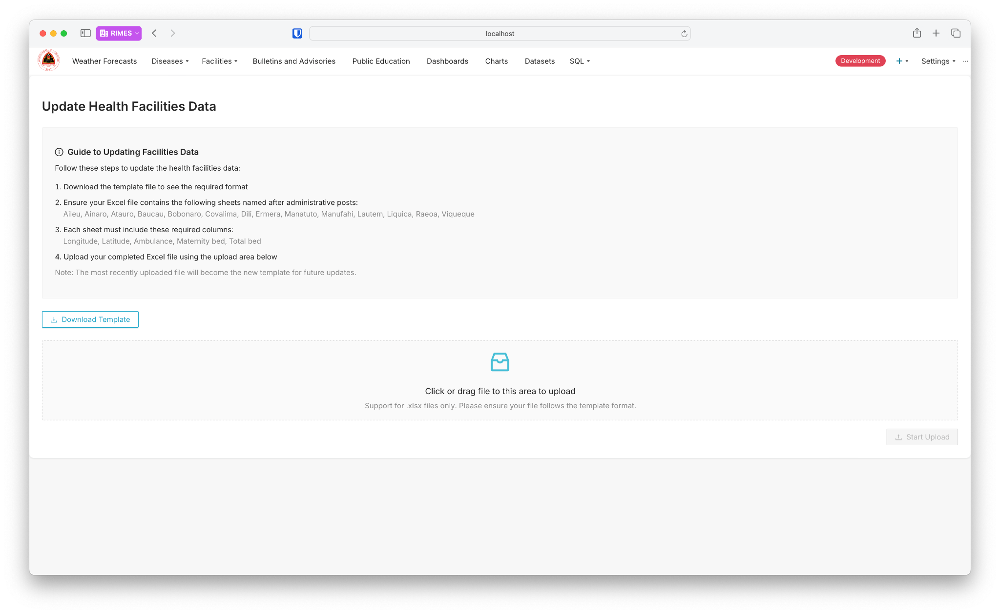 RIMES
localhost
Weather Forecasts
Diseases
Facilities
Bulletins and Advisories
Public Education
Dashboards
Charts
Datasets
SQL
Development
Settings
Update Health Facilities Data
Guide to Updating Facilities Data
Follow these steps to update the health facilities data:
1. Download the template file to see the required format
2. Ensure your Excel file contains the following sheets named after administrative posts:
Aileu, Ainaro, Atauro, Baucau, Bobonaro, Covalima, Dili, Ermera, Manatuto, Manufahi, Lautem, Liquica, Raeoa, Viqueque
3. Each sheet must include these required columns:
Longitude, Latitude, Ambulance, Maternity bed, Total bed
4. Upload your completed Excel file using the upload area below
Note: The most recently uploaded file will become the new template for future updates.
Download Template
Click or drag file to this area to upload
Support for .xlsx files only. Please ensure your file follows the template format.
Start Upload